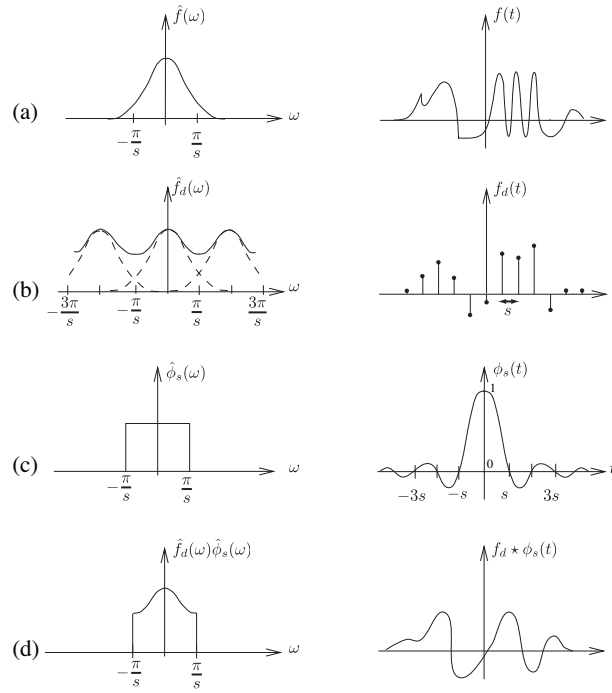 f̂(ω) f(t)
(a) ω
−π/s π/s
f̂_d(ω) f_d(t)
(b) ω
−3π/s −π/s π/s 3π/s s
φ̂_s(ω) φ_s(t)
1
(c) ω 0 t
−π/s π/s −3s −s s 3s
f̂_d(ω)φ̂_s(ω) f_d ⋆ φ_s(t)
(d) ω
−π/s π/s